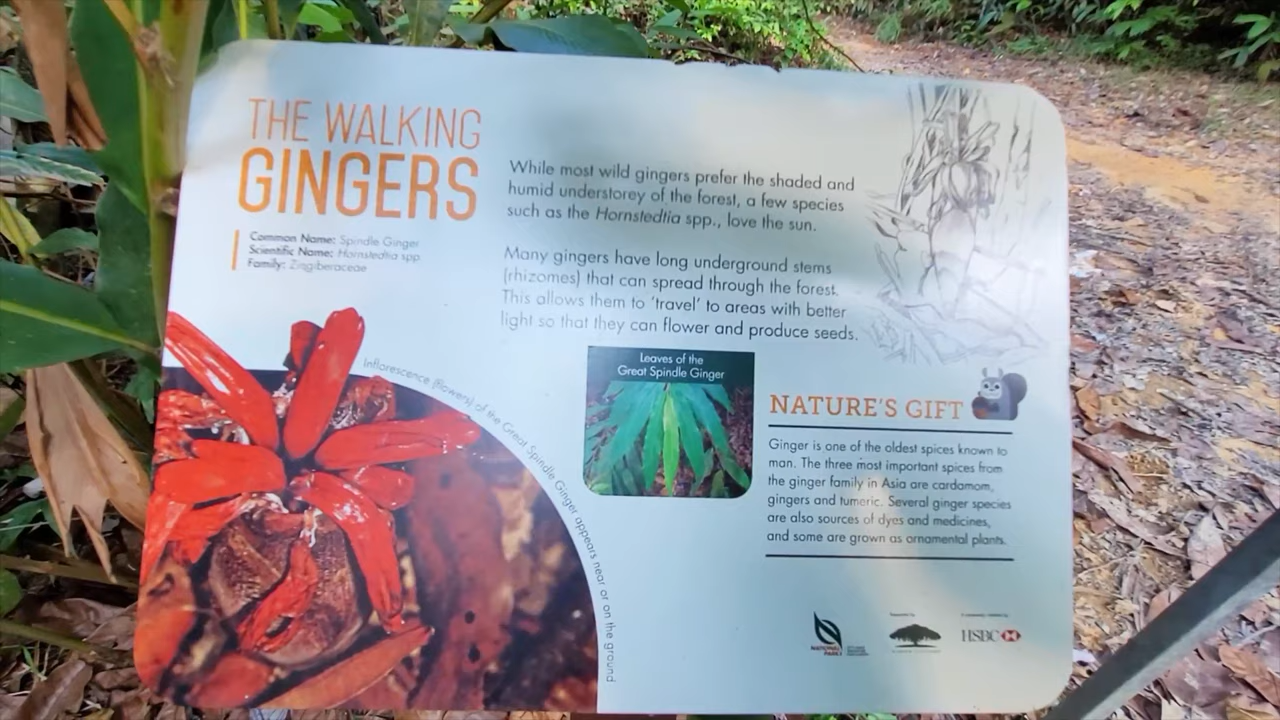 THE WALKING
GINGERS
Common Name: Spindle Ginger
Scientific Name: Hornstedtia spp
Family: Zingiberaceae
While most wild gingers prefer the shaded and
humid understorey of the forest, a few species
such as the Hornstedtia spp., love the sun.
Many gingers have long underground stems
(rhizomes) that can spread through the forest.
This allows them to ‘travel’ to areas with better
light so that they can flower and produce seeds.
Inflorescence (flowers) of the Great Spindle Ginger appears near or on the ground
Leaves of the
Great Spindle Ginger
NATURE'S GIFT
Ginger is one of the oldest spices known to
man. The three most important spices from
the ginger family in Asia are cardamom,
gingers and tumeric. Several ginger species
are also sources of dyes and medicines,
and some are grown as ornamental plants.
NATIONAL
PARKS
HSBC